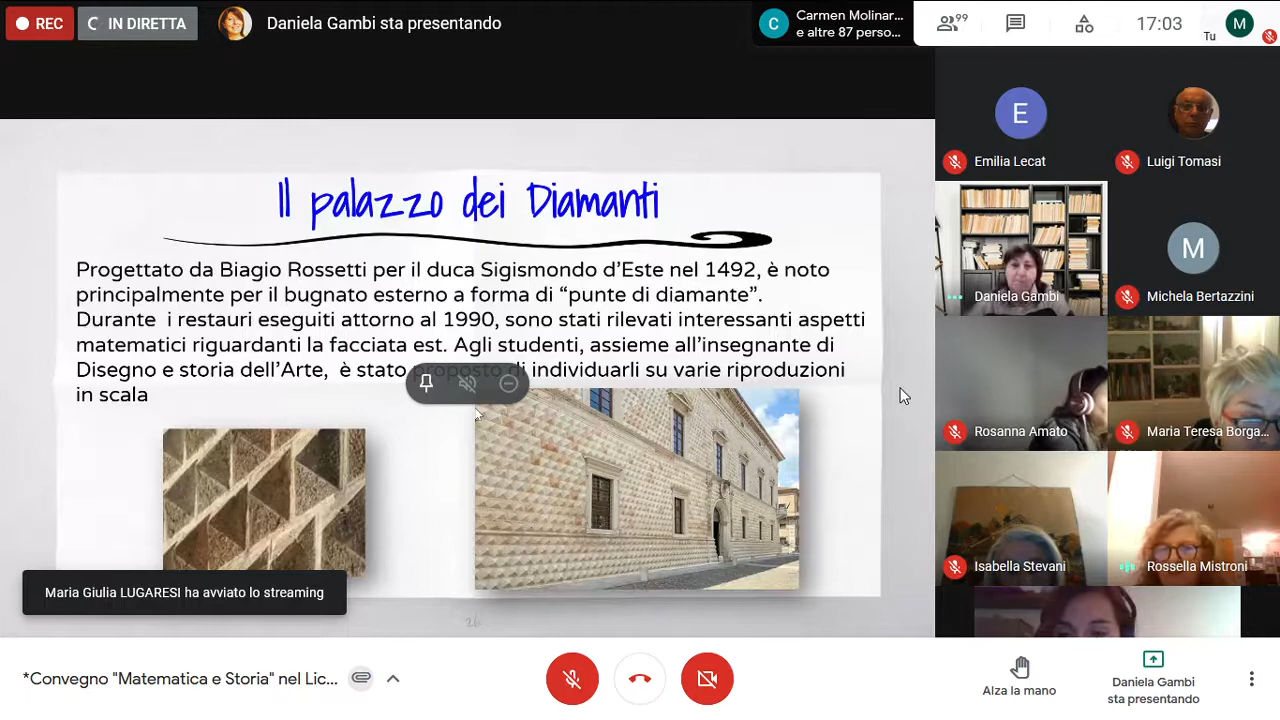 REC
IN DIRETTA
Daniela Gambi sta presentando
Carmen Molinar...
e altre 87 perso...
99
17:03
Tu
M
E
Emilia Lecat
Luigi Tomasi
Il palazzo dei Diamanti
Progettato da Biagio Rossetti per il duca Sigismondo d'Este nel 1492, è noto
principalmente per il bugnato esterno a forma di "punte di diamante".
Durante i restauri eseguiti attorno al 1990, sono stati rilevati interessanti aspetti
matematici riguardanti la facciata est. Agli studenti, assieme all'insegnante di
Disegno e storia dell'Arte, è stato proposto di individuarli su varie riproduzioni
in scala
Daniela Gambi
M
Michela Bertazzini
Rosanna Amato
Maria Teresa Borga...
Isabella Stevani
Rossella Mistroni
Maria Giulia LUGARESI ha avviato lo streaming
*Convegno "Matematica e Storia" nel Lic...
Alza la mano
Daniela Gambi
sta presentando